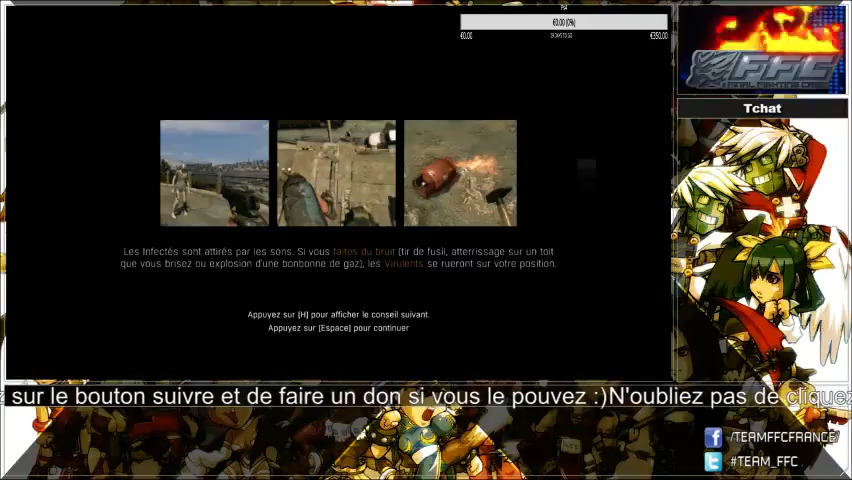 €0.00 (0%)
€0.00
€350.00
FFC
Tchat
Les Infectés sont attirés par les sons. Si vous faites du bruit (tir de fusil, atterrissage sur un toit
que vous brisez ou explosion d'une bonbonne de gaz), les Virulents se rueront sur votre position.
Appuyez sur [H] pour afficher le conseil suivant.
Appuyez sur [Espace] pour continuer
sur le bouton suivre et de faire un don si vous le pouvez :)N'oubliez pas de cliquez
/TEAMFFCFRANCE/
#TEAM_FFC